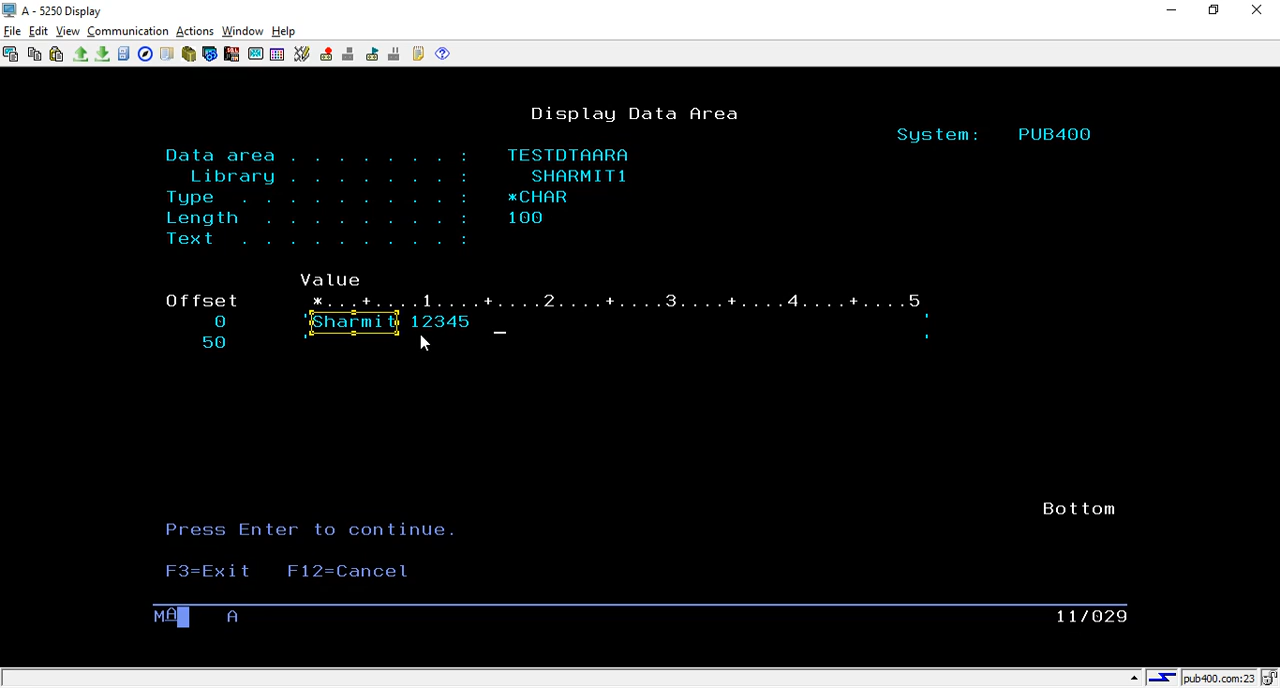 A - 5250 Display
File Edit View Communication Actions Window Help
Display Data Area
System: PUB400
Data area . . . . . . . : TESTDTAARA
Library . . . . . . . : SHARMIT1
Type . . . . . . . . . : *CHAR
Length . . . . . . . . : 100
Text . . . . . . . . . :
Value
Offset *...+....1....+....2....+....3....+....4....+....5
0 'Sharmit 12345 '
50 ' '
Bottom
Press Enter to continue.
F3=Exit F12=Cancel
MA A 11/029
pub400.com:23